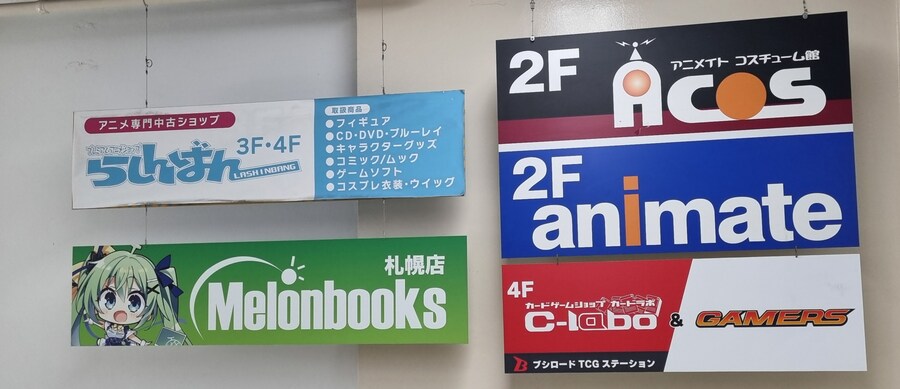 アニメ専門中古ショップ
らしんばん
LASHINBANG
3F・4F
取扱商品
●フィギュア
●CD・DVD・ブルーレイ
●キャラクターグッズ
●コミック/ムック
●ゲームソフト
●コスプレ衣装・ウイッグ
札幌店
Melonbooks
2F
アニメイト コスチューム館
ACOS
2F
animate
4F
カードゲームショップ カードラボ
C-labo & GAMERS
ブシロード TCG ステーション